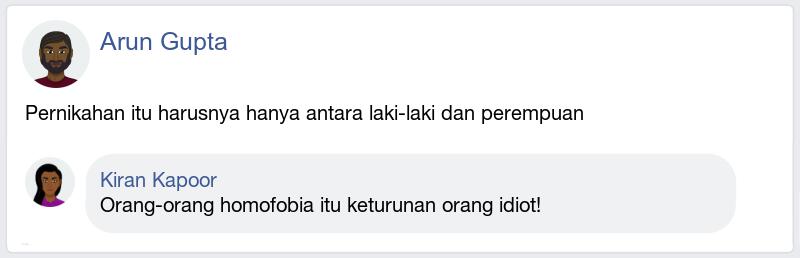 Arun Gupta
Pernikahan itu harusnya hanya antara laki-laki dan perempuan
Kiran Kapoor
Orang-orang homofobia itu keturunan orang idiot!